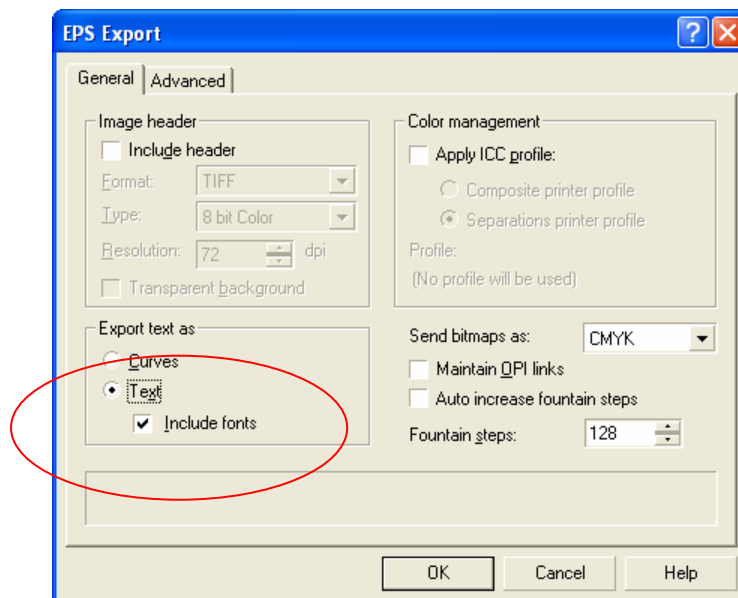 EPS Export
General Advanced
Image header
Include header
Format: TIFF
Type: 8 bit Color
Resolution: 72 dpi
Transparent background
Color management
Apply ICC profile:
Composite printer profile
Separations printer profile
Profile:
(No profile will be used)
Export text as
Curves
Text
Include fonts
Send bitmaps as: CMYK
Maintain OPI links
Auto increase fountain steps
Fountain steps: 128
OK Cancel Help